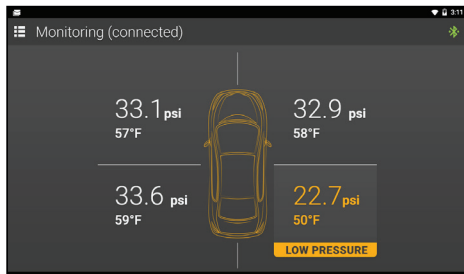 3:11
Monitoring (connected)
33.1 psi
57°F
32.9 psi
58°F
33.6 psi
59°F
22.7 psi
50°F
LOW PRESSURE